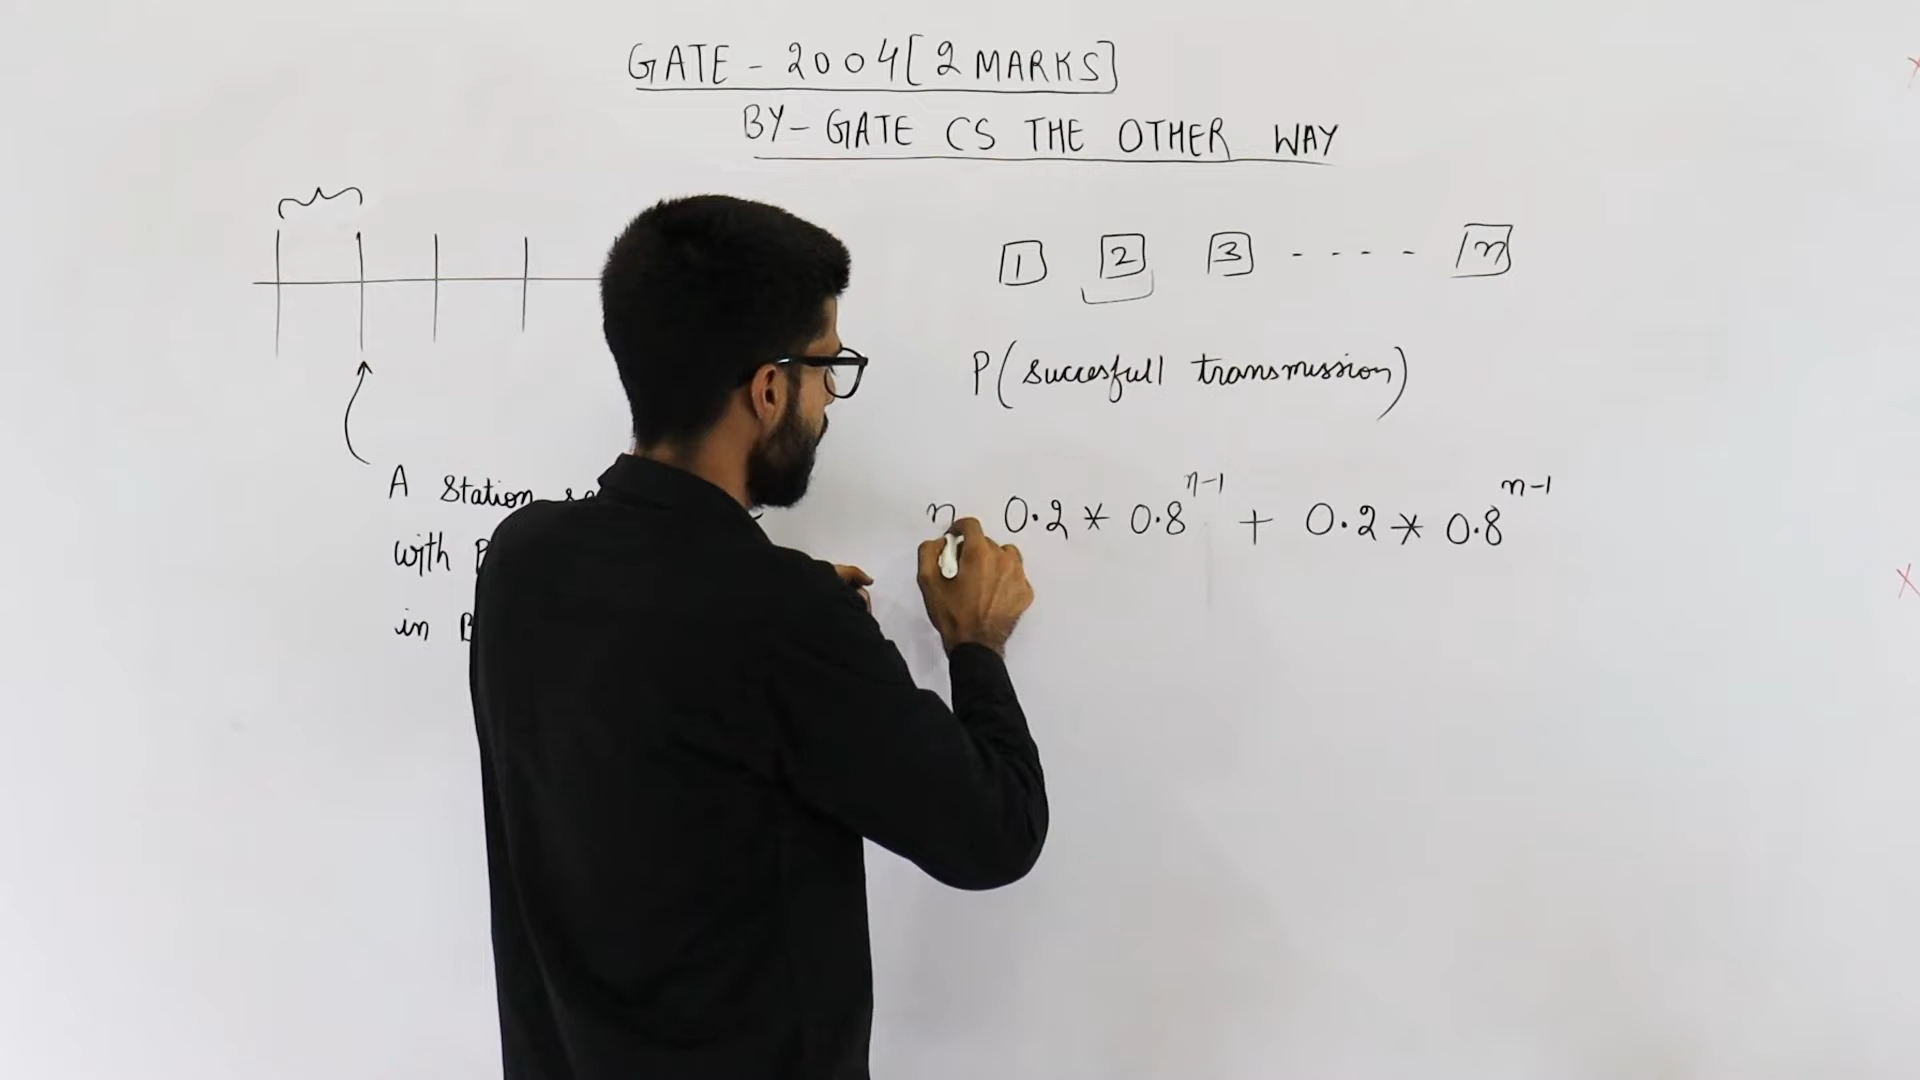 GATE - 2004 [2 MARKS]
BY - GATE CS THE OTHER WAY
1 2 3 - - - - n
P(Succesfull transmission)
n 0.2 * 0.8^n-1 + 0.2 * 0.8^n-1
A Station
with
in